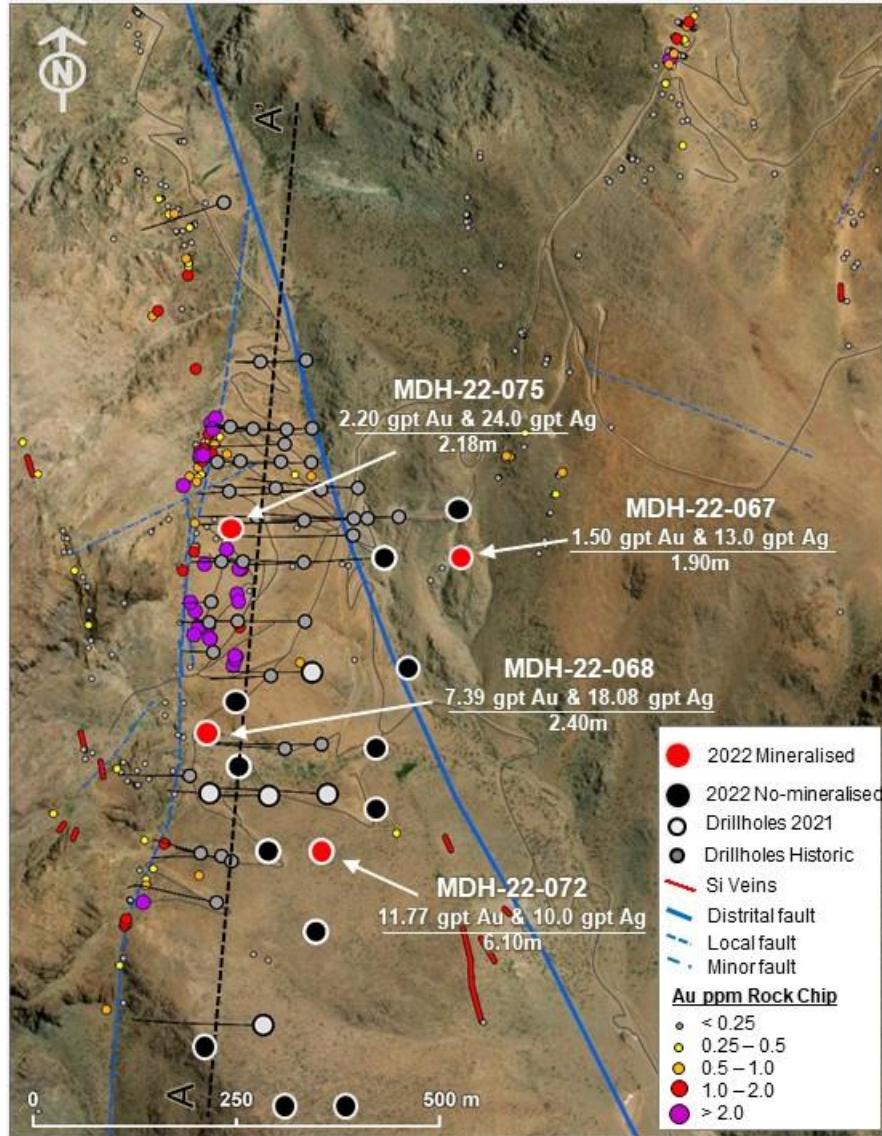 N
A'
MDH-22-075
2.20 gpt Au & 24.0 gpt Ag
2.18m
MDH-22-067
1.50 gpt Au & 13.0 gpt Ag
1.90m
MDH-22-068
7.39 gpt Au & 18.08 gpt Ag
2.40m
MDH-22-072
11.77 gpt Au & 10.0 gpt Ag
6.10m
2022 Mineralised
2022 No-mineralised
Drillholes 2021
Drillholes Historic
Si Veins
Distrital fault
Local fault
Minor fault
Au ppm Rock Chip
< 0.25
0.25 – 0.5
0.5 – 1.0
1.0 – 2.0
> 2.0
A
0 250 500 m